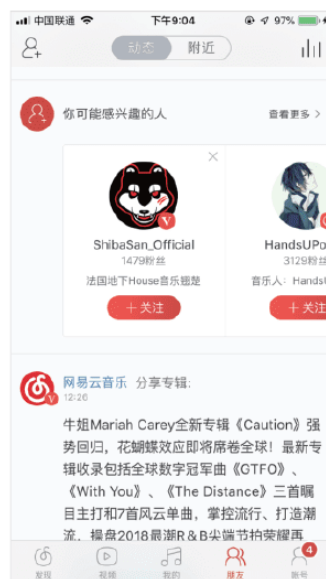 中国联通 下午9:04 97%
动态 附近
你可能感兴趣的人 查看更多 >
ShibaSan_Official HandsUPo
1479粉丝 3129粉丝
法国地下House音乐翘楚 音乐人：HandsU
+关注 +关注
网易云音乐 分享专辑:
12:26
牛姐Mariah Carey全新专辑《Caution》强
势回归，花蝴蝶效应即将席卷全球！最新专
辑收录包括全球数字冠军曲《GTFO》、
《With You》、《The Distance》三首瞩
目主打和7首风云单曲，掌控流行、打造潮
流，操盘2018最潮R＆B尖端节拍荣耀再
4
发现 视频 我的 朋友 账号